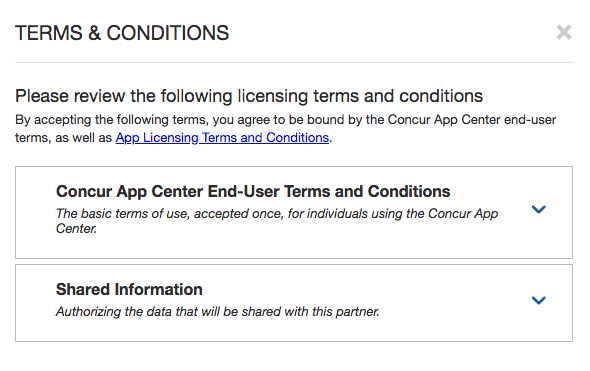 TERMS & CONDITIONS
Please review the following licensing terms and conditions
By accepting the following terms, you agree to be bound by the Concur App Center end-user
terms, as well as App Licensing Terms and Conditions.
Concur App Center End-User Terms and Conditions
The basic terms of use, accepted once, for individuals using the Concur App
Center.
Shared Information
Authorizing the data that will be shared with this partner.